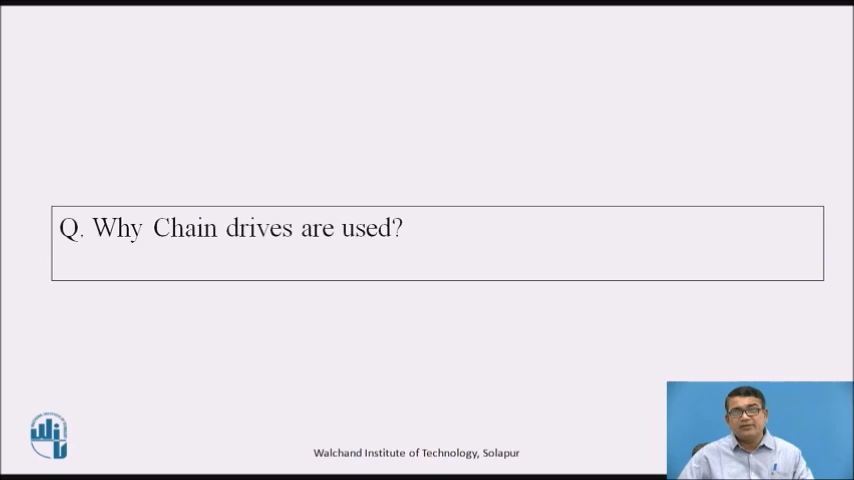 Q. Why Chain drives are used?
Walchand Institute of Technology, Solapur